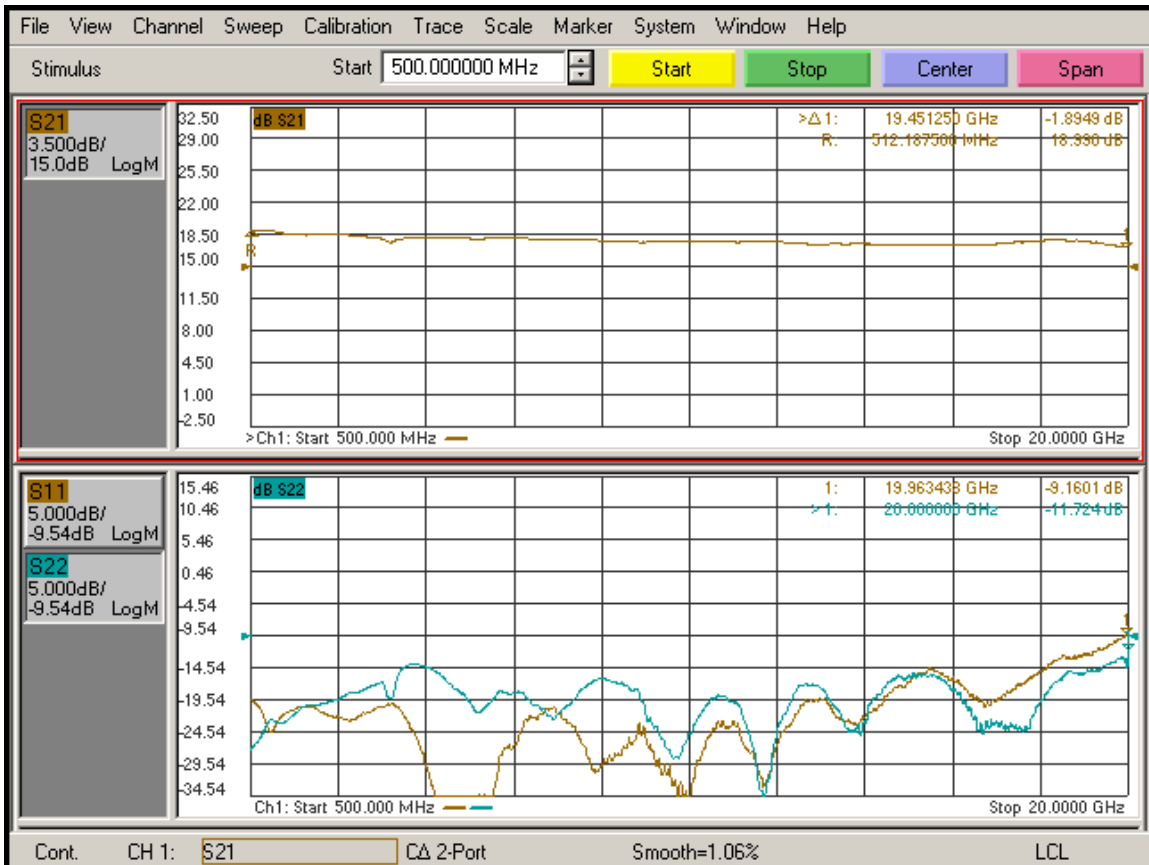 File View Channel Sweep Calibration Trace Scale Marker System Window Help
Stimulus Start 500.000000 MHz Start Stop Center Span
S21
3.500dB/
15.0dB LogM
32.50
29.00
25.50
22.00
18.50
15.00
11.50
8.00
4.50
1.00
-2.50
dB S21
>Δ 1: 19.451250 GHz -1.8949 dB
R: 512.187500 MHz 18.990 dB
R
1
>Ch1: Start 500.000 MHz Stop 20.0000 GHz
S11
5.000dB/
-9.54dB LogM
S22
5.000dB/
-9.54dB LogM
15.46
10.46
5.46
0.46
-4.54
-9.54
-14.54
-19.54
-24.54
-29.54
-34.54
dB S22
1: 19.963438 GHz -9.1601 dB
>1: 20.000000 GHz -11.724 dB
1
Ch1: Start 500.000 MHz Stop 20.0000 GHz
Cont. CH 1: S21 CΔ 2-Port Smooth=1.06% LCL